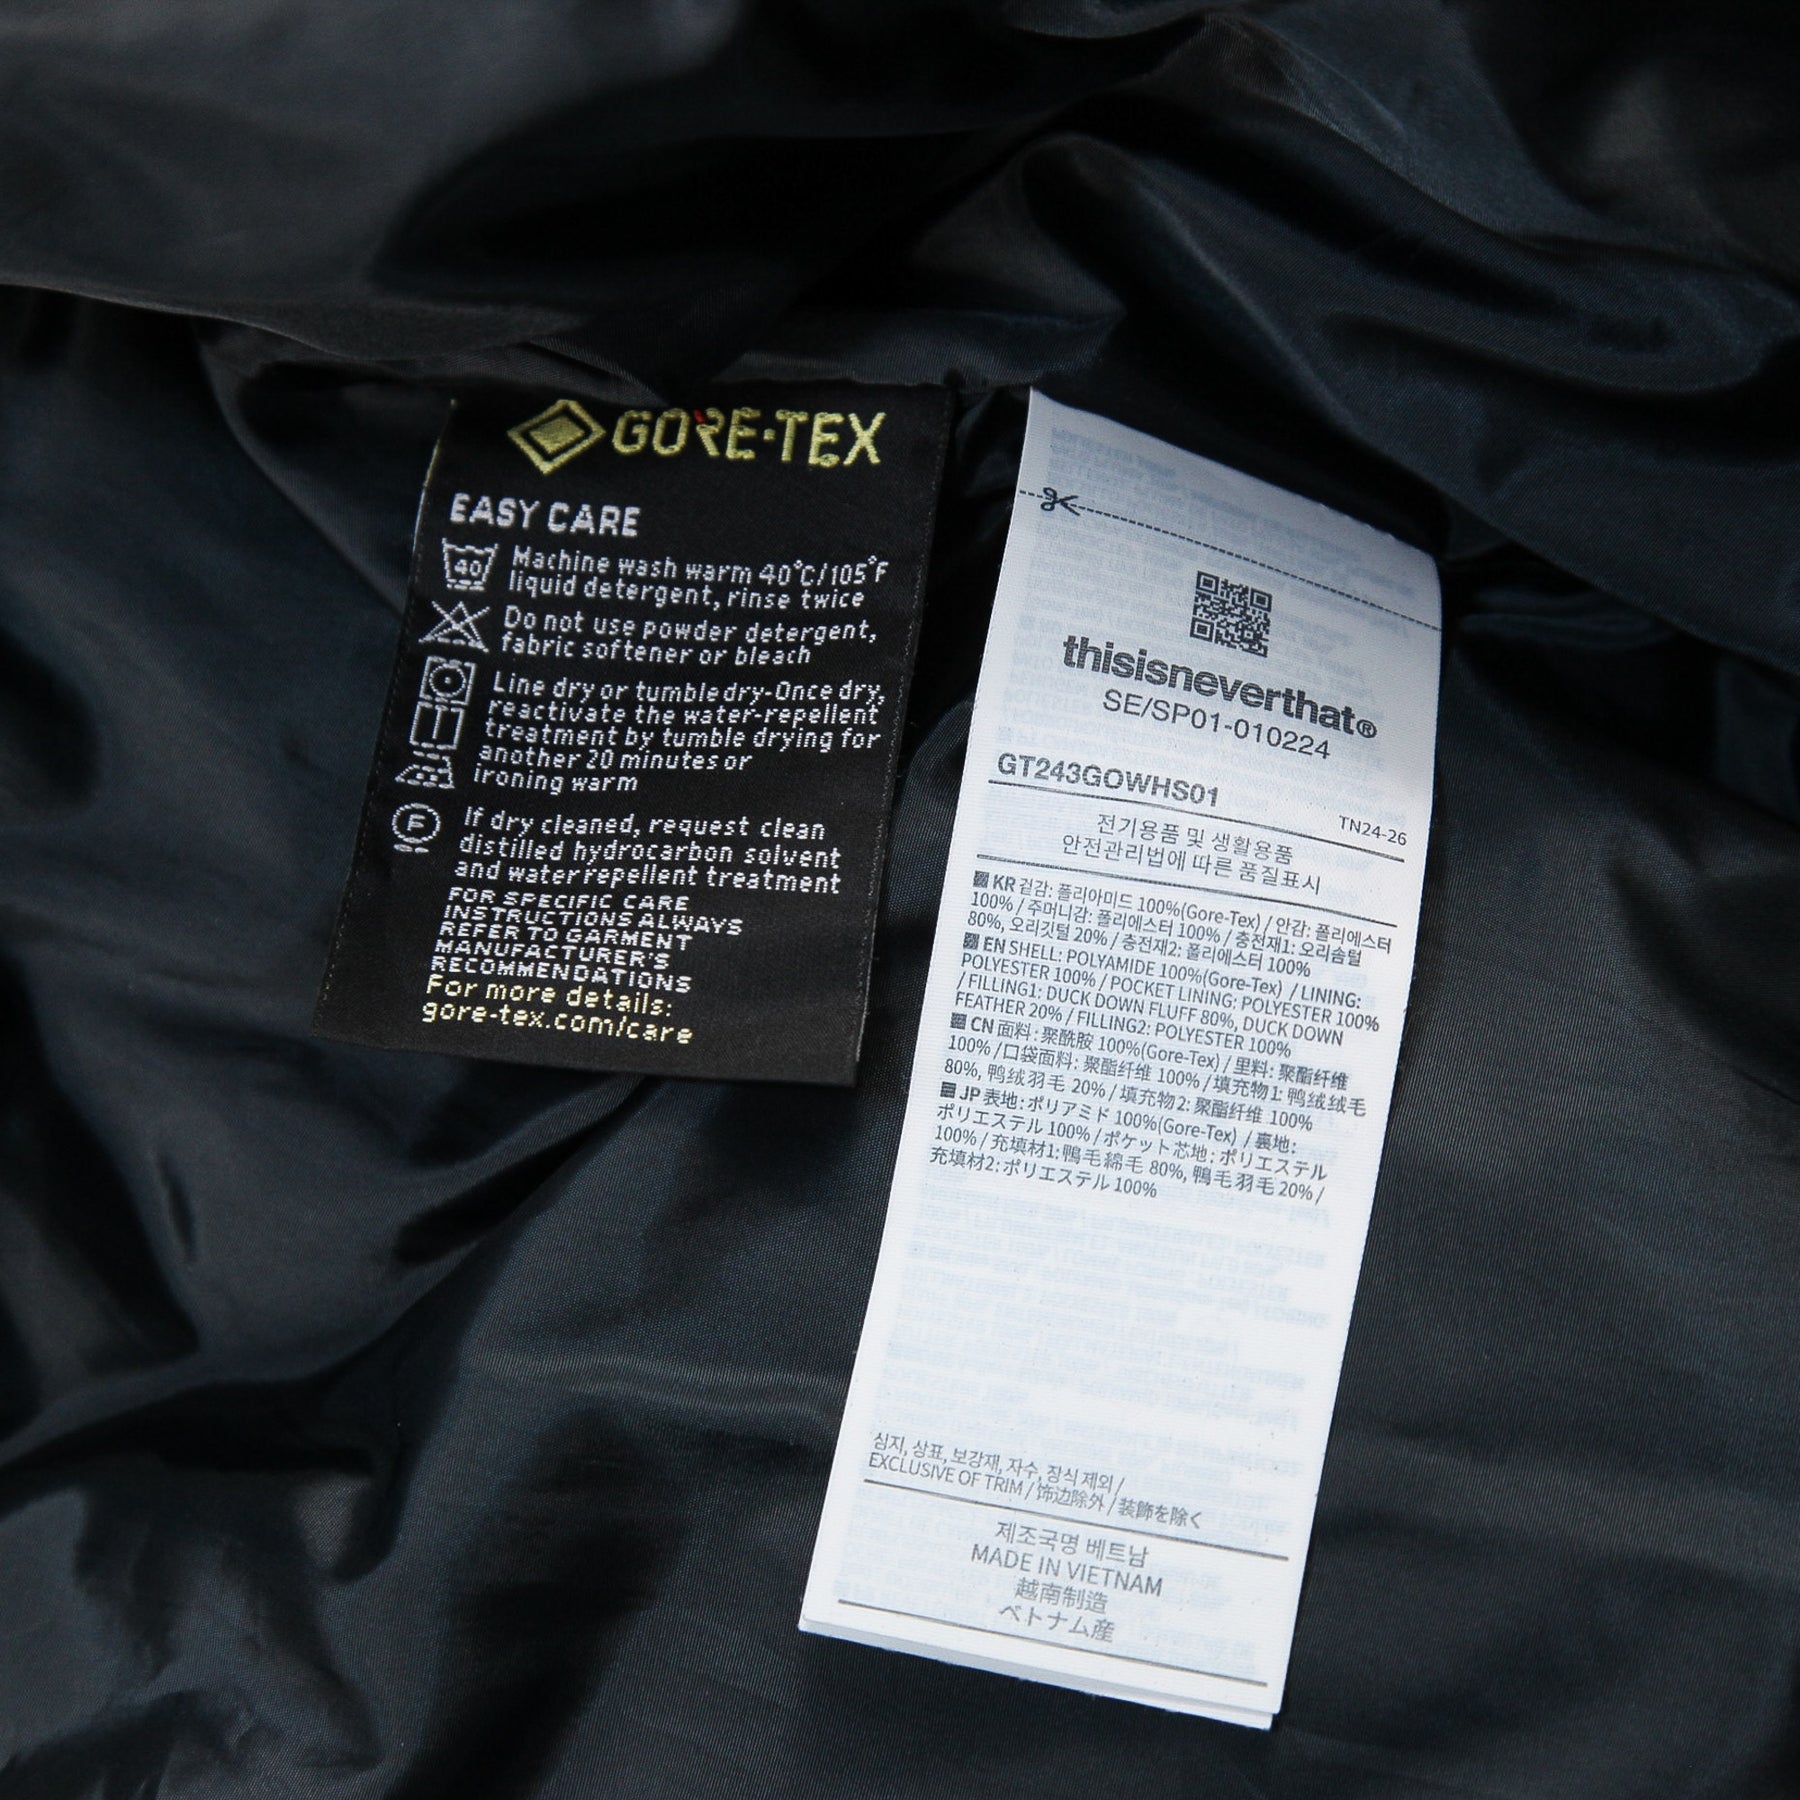 GORE-TEX
EASY CARE
40
Machine wash warm 40°C/105°F
liquid detergent, rinse twice
Do not use powder detergent,
fabric softener or bleach
Line dry or tumble dry-Once dry,
reactivate the water-repellent
treatment by tumble drying for
another 20 minutes or
ironing warm
F
If dry cleaned, request clean
distilled hydrocarbon solvent
and water repellent treatment
FOR SPECIFIC CARE
INSTRUCTIONS ALWAYS
REFER TO GARMENT
MANUFACTURER'S
RECOMMENDATIONS
For more details:
gore-tex.com/care
thisisneverthat®
SE/SP01-010224
GT243GOWHS01
TN24-26
전기용품 및 생활용품
안전관리법에 따른 품질표시
KR 겉감: 폴리아미드 100%(Gore-Tex) / 안감: 폴리에스터
100% / 주머니감: 폴리에스터 100% / 충전재1: 오리솜털
80%, 오리깃털 20% / 충전재2: 폴리에스터 100%
EN SHELL: POLYAMIDE 100%(Gore-Tex) / LINING:
POLYESTER 100% / POCKET LINING: POLYESTER 100%
/ FILLING1: DUCK DOWN FLUFF 80%, DUCK DOWN
FEATHER 20% / FILLING2: POLYESTER 100%
CN 面料: 聚酰胺 100%(Gore-Tex) / 里料: 聚酯纤维
100% /口袋面料: 聚酯纤维 100% / 填充物1: 鸭绒绒毛
80%, 鸭绒羽毛 20% / 填充物2: 聚酯纤维 100%
JP 表地: ポリアミド 100%(Gore-Tex) / 裏地:
ポリエステル 100% / ポケット芯地: ポリエステル
100% / 充填材1: 鴨毛綿毛 80%, 鴨毛羽毛 20% /
充填材2: ポリエステル 100%
심지, 상표, 보강재, 자수, 장식 제외 /
EXCLUSIVE OF TRIM / 饰边除外 / 装飾を除く
제조국명 베트남
MADE IN VIETNAM
越南制造
ベトナム産